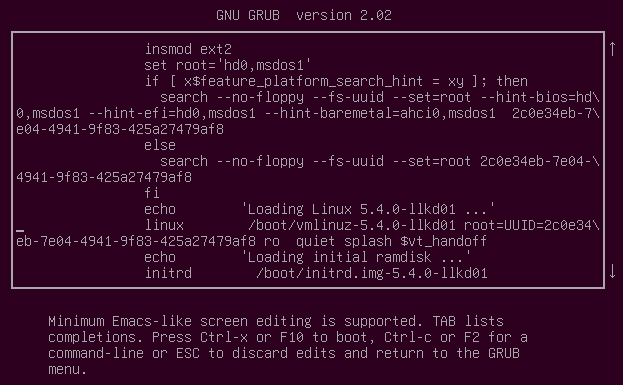 GNU GRUB  version 2.02
insmod ext2
set root='hd0,msdos1'
if [ x$feature_platform_search_hint = xy ]; then
search --no-floppy --fs-uuid --set=root --hint-bios=hd\
0,msdos1 --hint-efi=hd0,msdos1 --hint-baremetal=ahci0,msdos1  2c0e34eb-7\
e04-4941-9f83-425a27479af8
else
search --no-floppy --fs-uuid --set=root 2c0e34eb-7e04-\
4941-9f83-425a27479af8
fi
echo        'Loading Linux 5.4.0-llkd01 ...'
linux        /boot/vmlinuz-5.4.0-llkd01 root=UUID=2c0e34\
eb-7e04-4941-9f83-425a27479af8 ro  quiet splash $vt_handoff
echo        'Loading initial ramdisk ...'
initrd        /boot/initrd.img-5.4.0-llkd01
Minimum Emacs-like screen editing is supported. TAB lists
completions. Press Ctrl-x or F10 to boot, Ctrl-c or F2 for a
command-line or ESC to discard edits and return to the GRUB
menu.